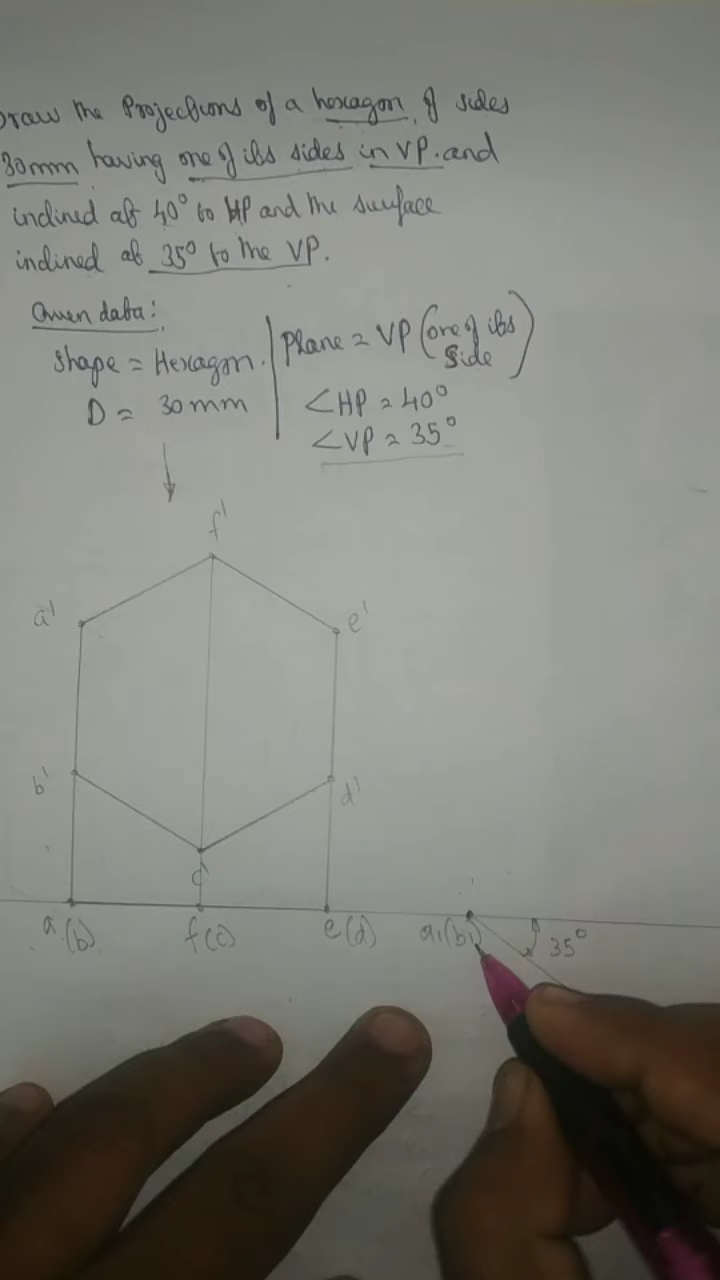 Draw the Projections of a hexagon of sides
30mm having one of its sides in VP. and
inclined at 40° to HP and the surface
inclined at 35° to the VP.
Given data:
Shape = Hexagon.
D = 30mm
Plane = VP (one of its
Side)
∠HP = 40°
∠VP = 35°
f'
a' e'
b' d'
c'
a (b) f(c) e(d) a₁(b₁) 35°